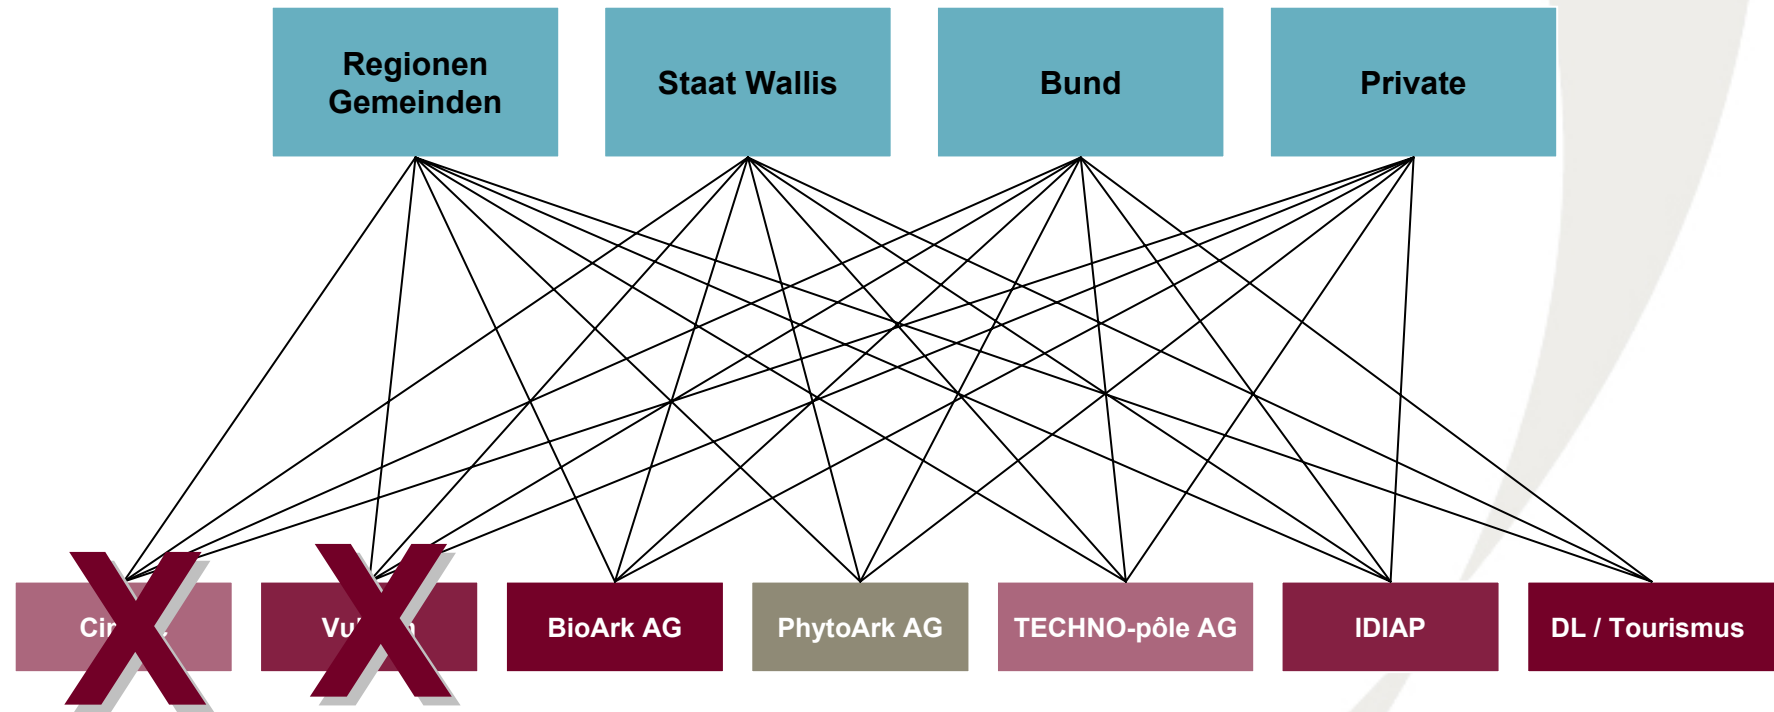 Regionen
Gemeinden
Staat Wallis
Bund
Private
BioArk AG
PhytoArk AG
TECHNO-pôle AG
IDIAP
DL / Tourismus